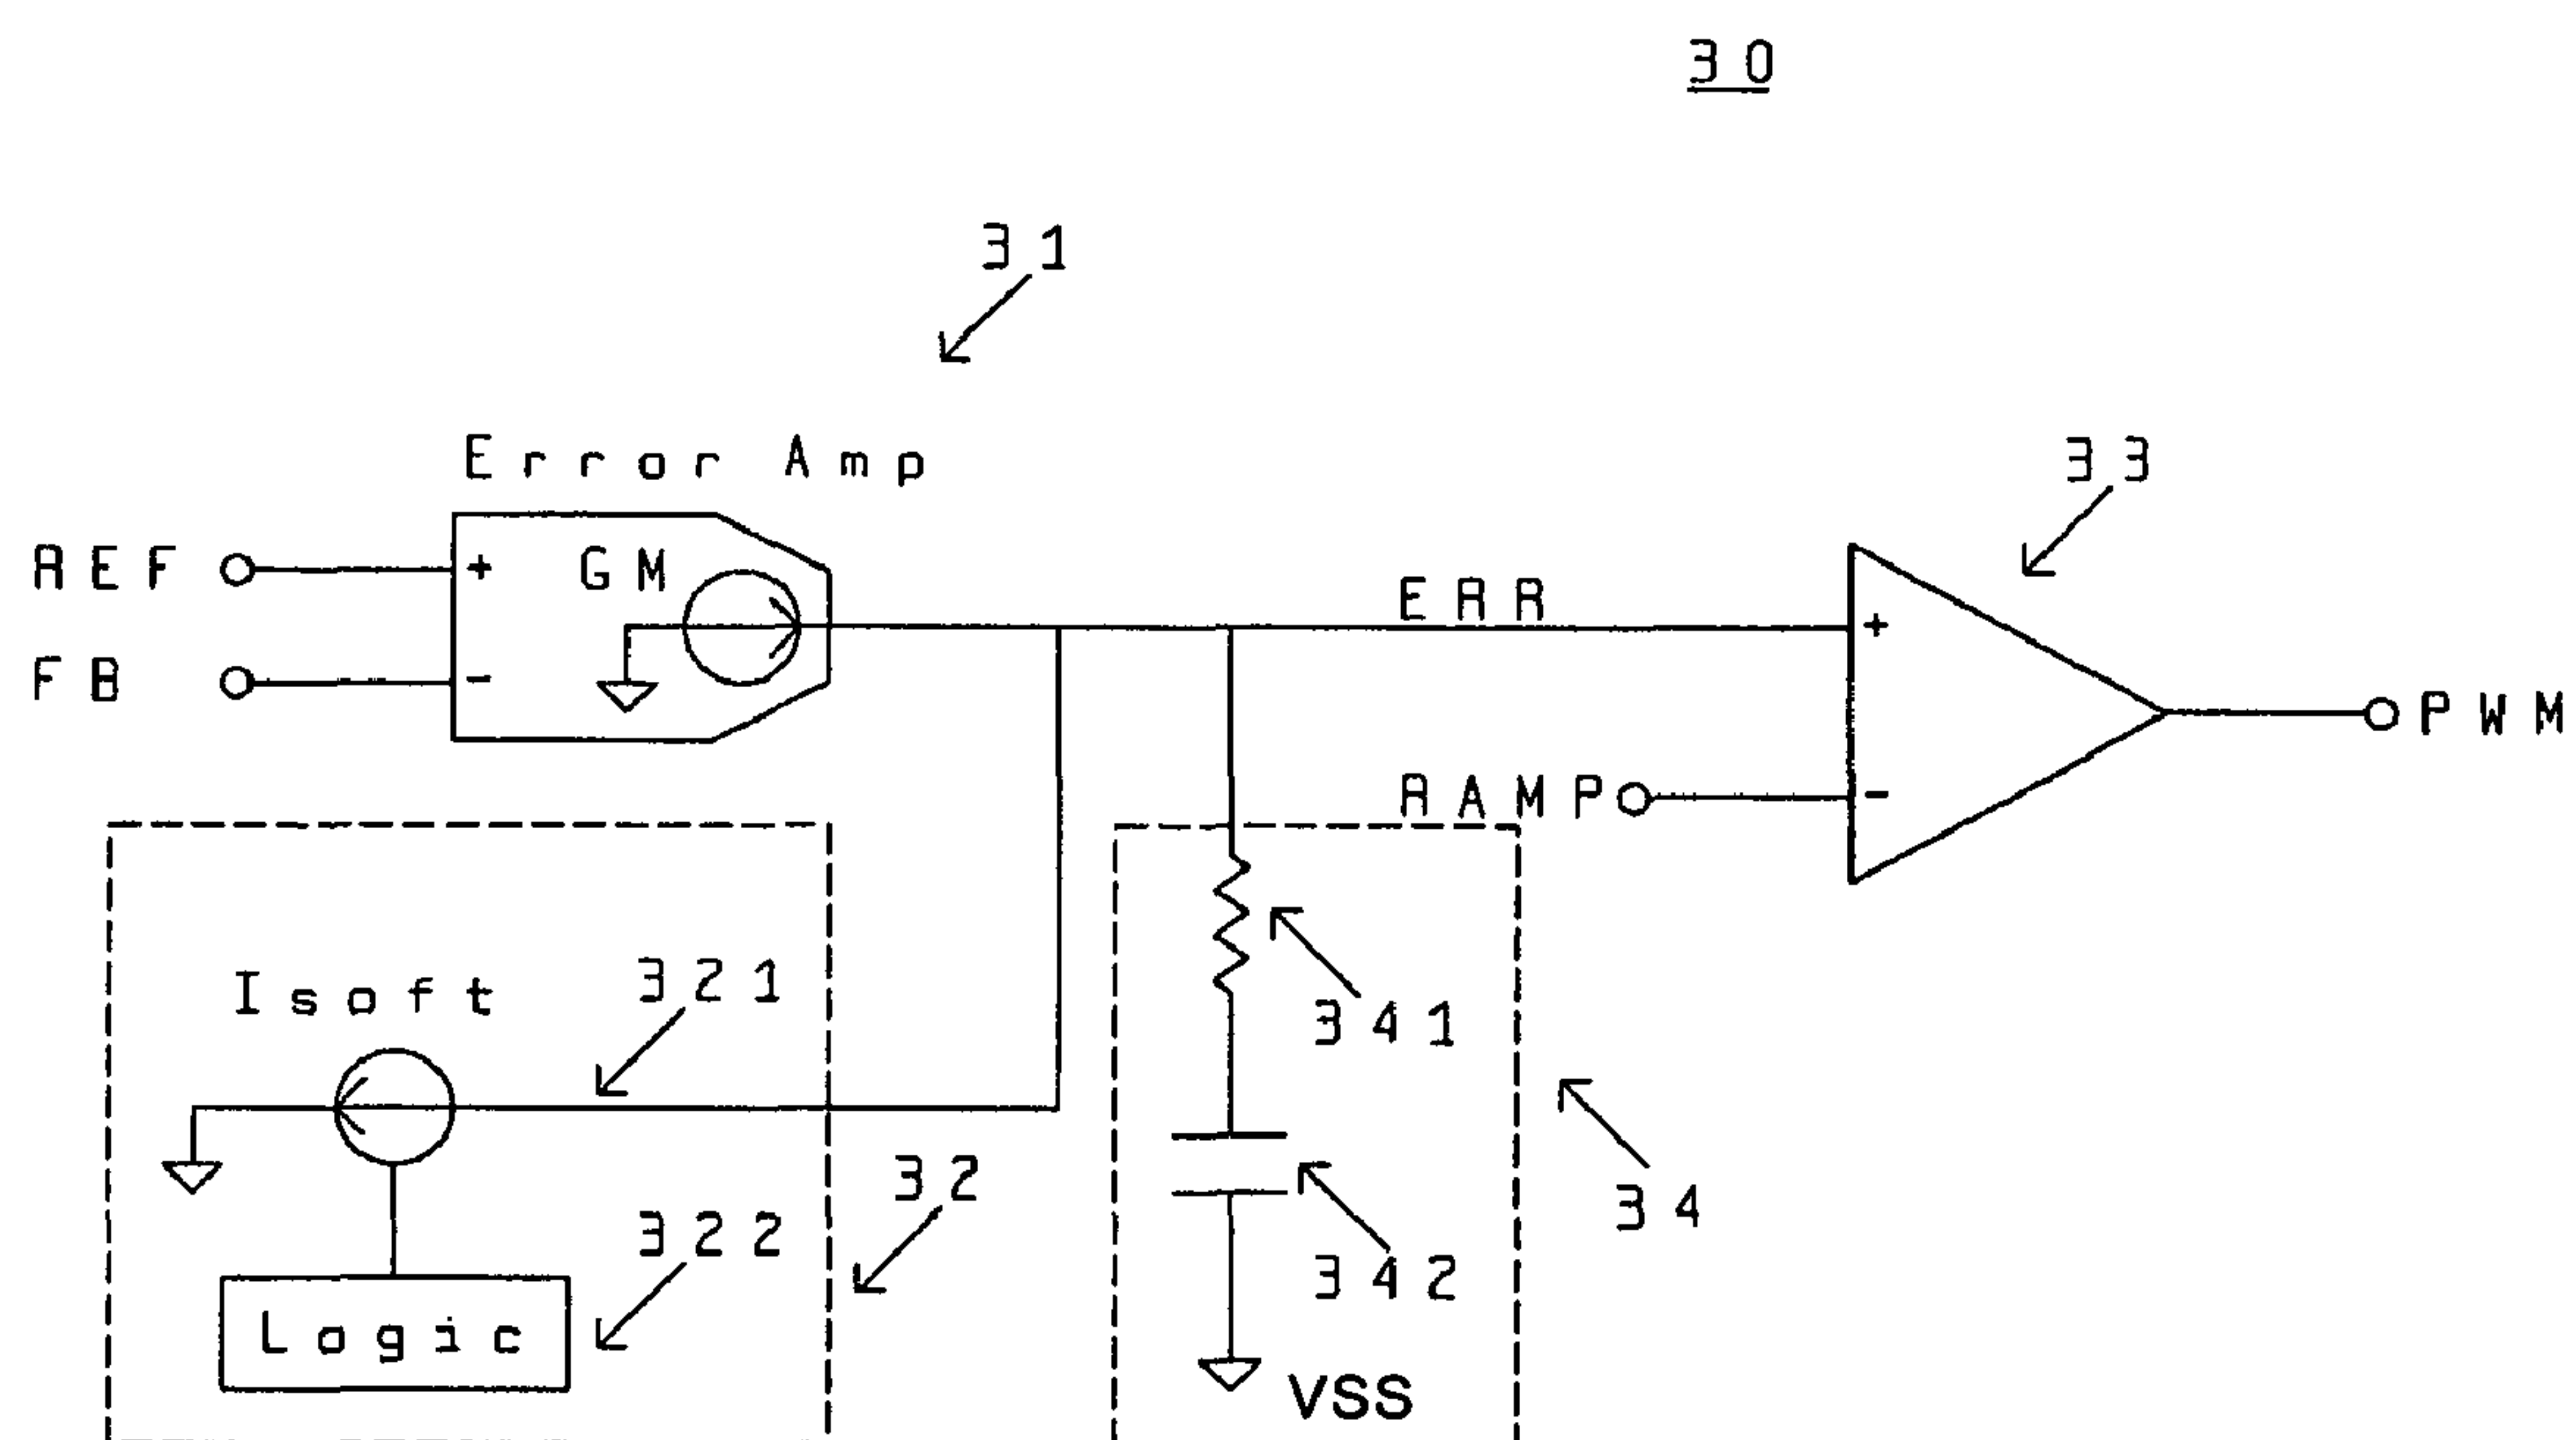 30
31
Error Amp
33
REF
+
GM
ERR
+
FB
-
PWM
RAMP
-
Isoft
321
341
32
34
322
342
Logic
VSS